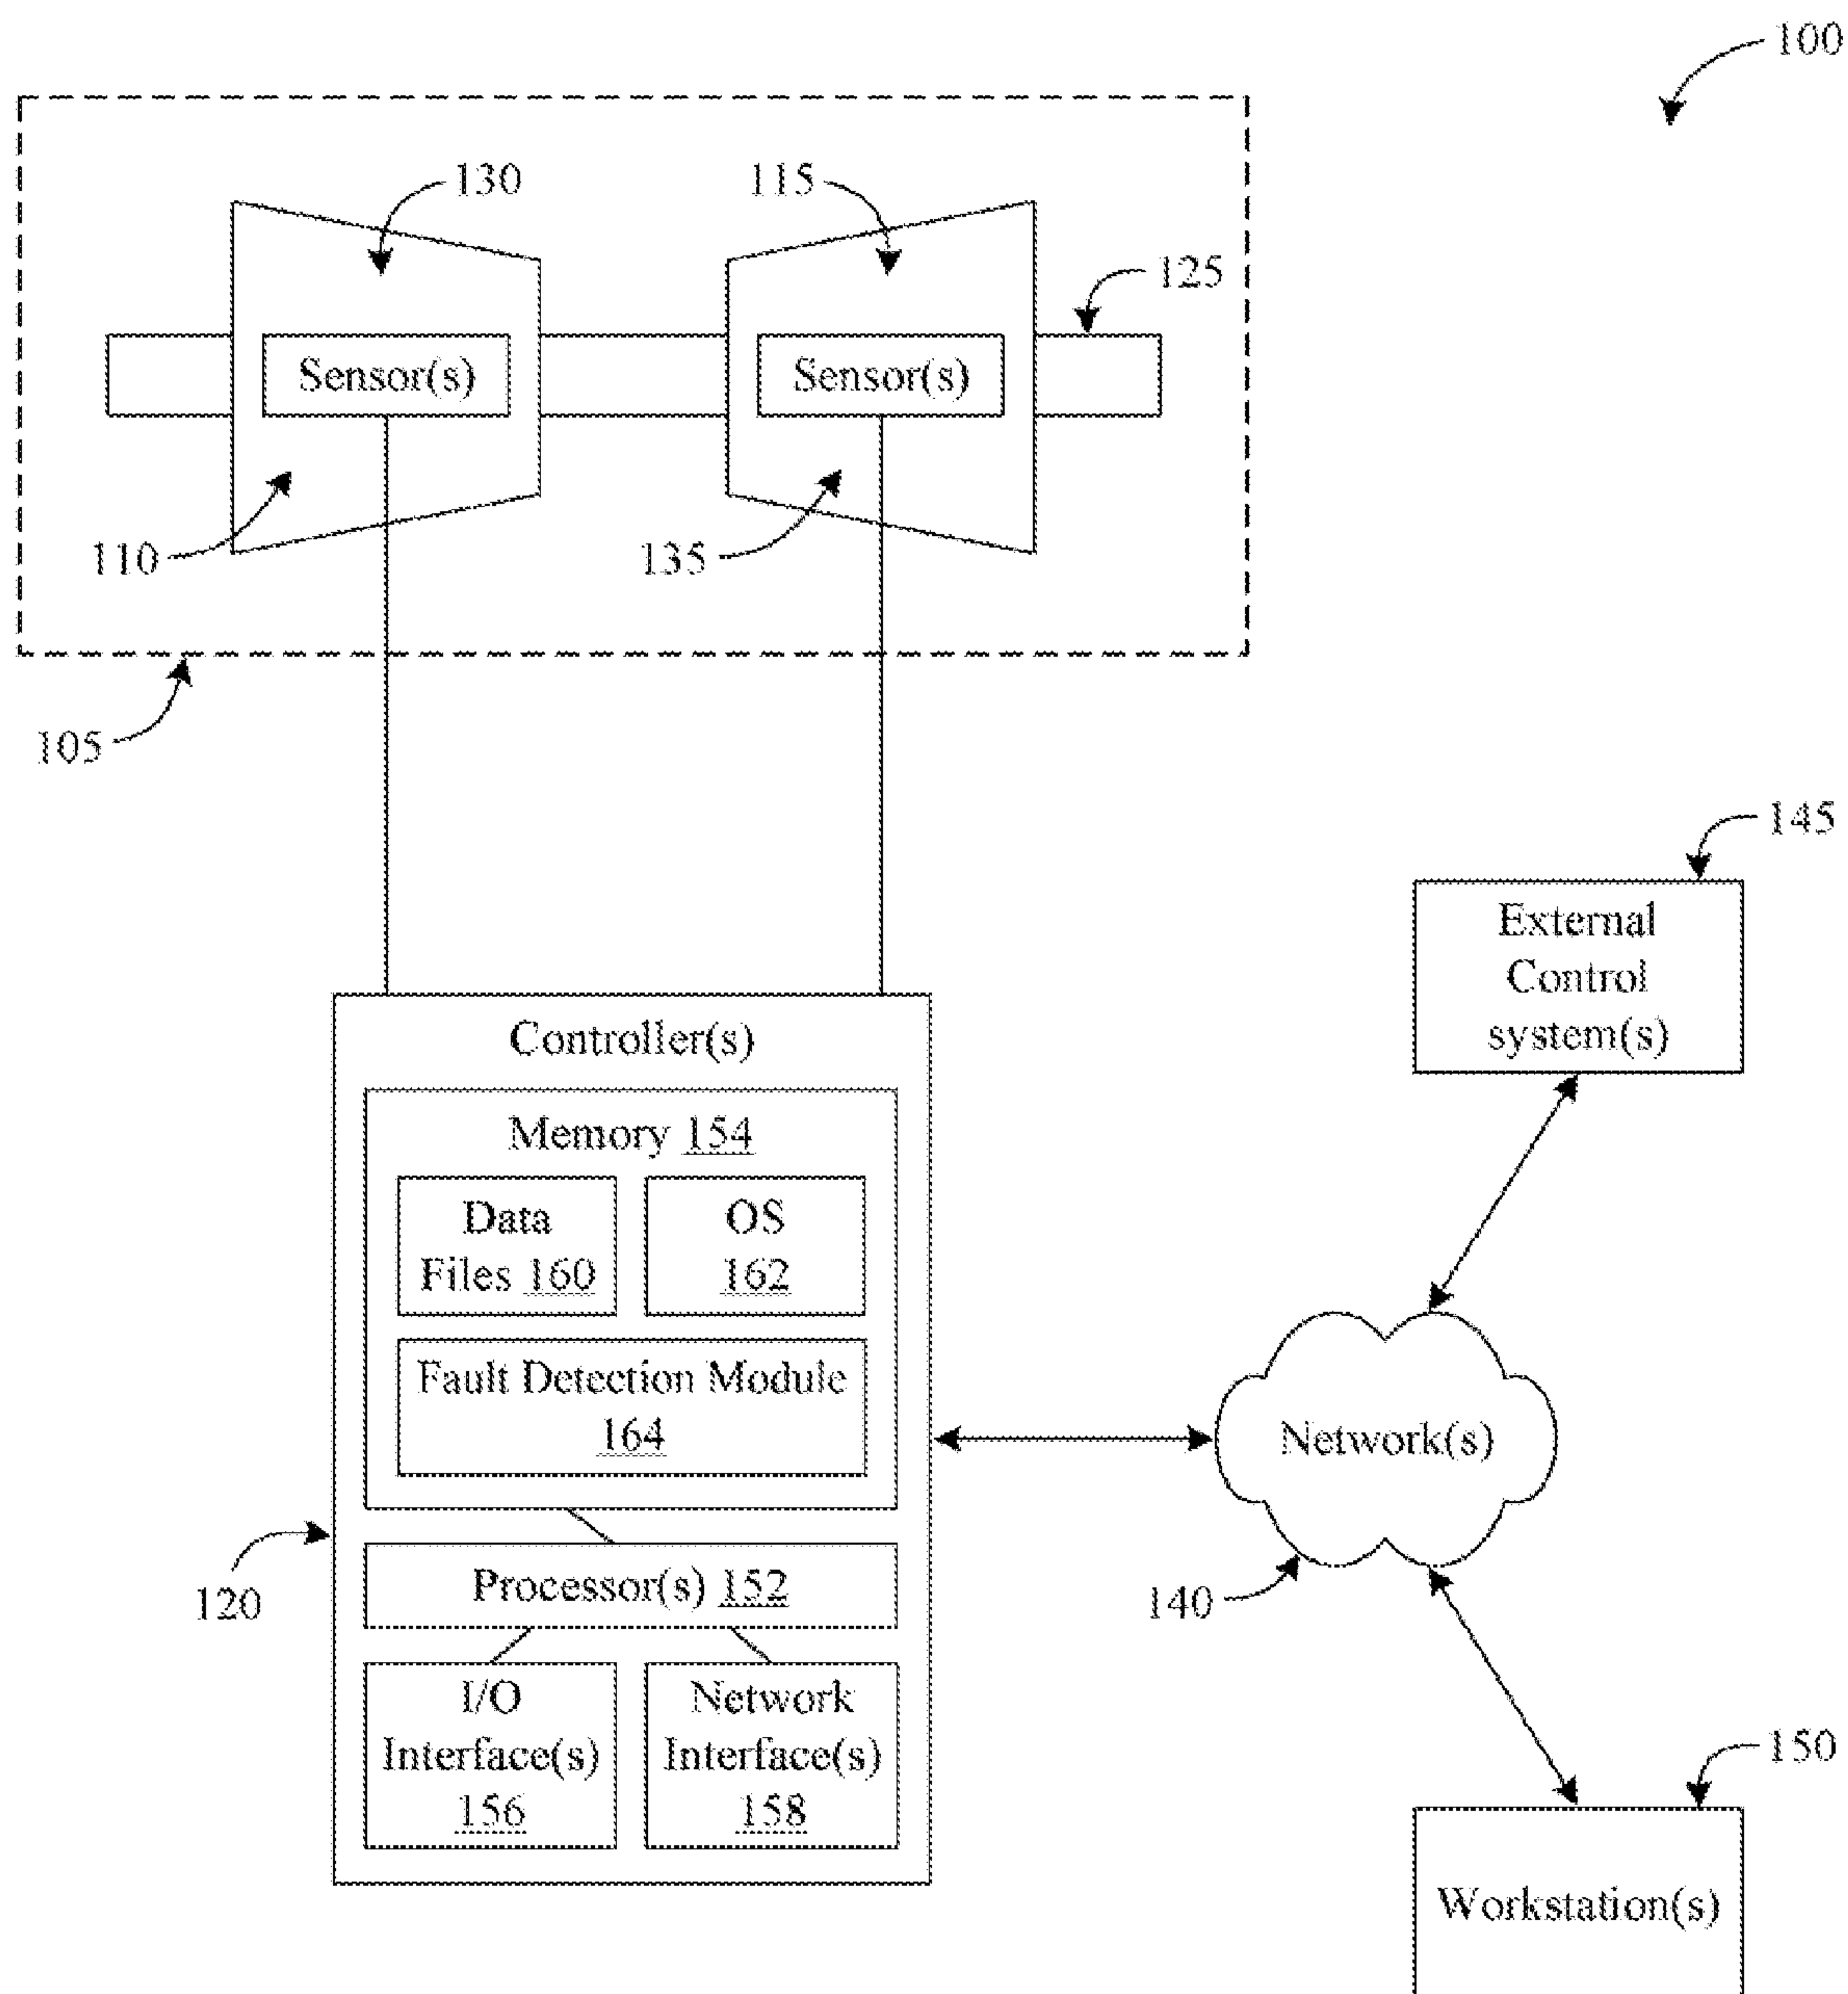 100
130
115
125
Sensor(s)
Sensor(s)
110
135
105
145
External
Control
system(s)
Controller(s)
Memory 154
Data
Files 160
OS
162
Fault Detection Module
164
Network(s)
120
Processor(s) 152
140
I/O
Interface(s)
156
Network
Interface(s)
158
150
Workstation(s)